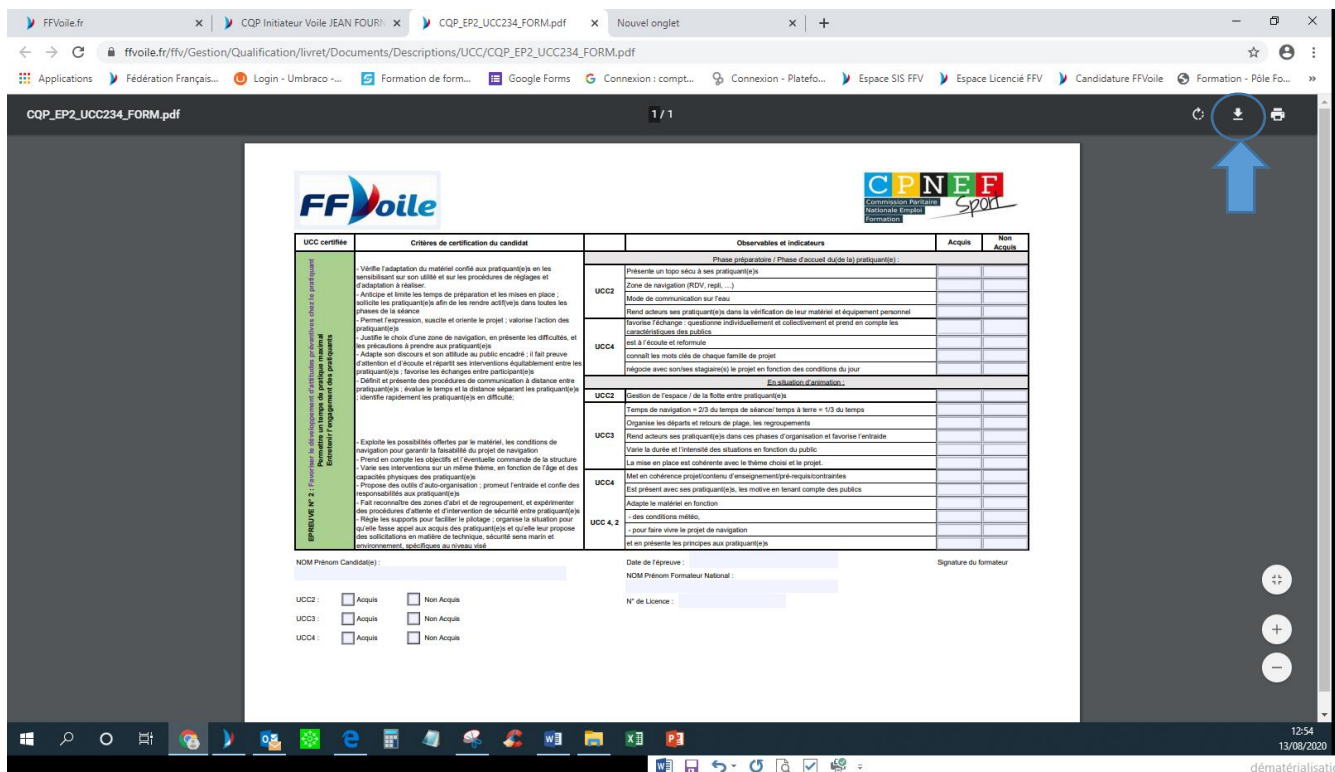 FFVoile.fr
CQP Initiateur Voile JEAN FOURN
CQP_EP2_UCC234_FORM.pdf
Nouvel onglet
ffvoile.fr/ffv/Gestion/Qualification/livret/Documents/Descriptions/UCC/CQP_EP2_UCC234_FORM.pdf
Applications
Fédération Français...
Login - Umbraco -...
Formation de form...
Google Forms
Connexion : compt...
Connexion - Platefo...
Espace SIS FFV
Espace Licencié FFV
Candidature FFVoile
Formation - Pôle Fo...
»
CQP_EP2_UCC234_FORM.pdf
1 / 1
FFVoile
CPNEF
Commission Paritaire
Nationale Emploi
Formation
Sport
UCC certifiée
Critères de certification du candidat
Observables et indicateurs
Acquis
Non
Acquis
EPREUVE N° 2 : Favoriser le développement d'attitudes préventives chez le pratiquant
Permettre un temps de pratique maximal
Entretenir l'engagement des pratiquants
- Vérifie l'adaptation du matériel confié aux pratiquant(e)s en les
sensibilisant sur son utilité et sur les procédures de réglages et
d'adaptation à réaliser.
- Anticipe et limite les temps de préparation et les mises en place ;
sollicite les pratiquant(e)s afin de les rendre actif(ve)s dans toutes les
phases de la séance
- Permet l'expression, suscite et oriente le projet ; valorise l'action des
pratiquant(e)s
- Justifie le choix d'une zone de navigation, en présente les difficultés, et
les précautions à prendre aux pratiquant(e)s
- Adapte son discours et son attitude au public encadré ; il fait preuve
d'attention et d'écoute et répartit ses interventions équitablement entre les
pratiquant(e)s ; favorise les échanges entre participant(e)s
- Définit et présente des procédures de communication à distance entre
pratiquant(e)s ; évalue le temps et la distance séparant les pratiquant(e)s
; identifie rapidement les pratiquant(e)s en difficulté;
- Exploite les possibilités offertes par le matériel, les conditions de
navigation pour garantir la faisabilité du projet de navigation
- Prend en compte les objectifs et l'éventuelle commande de la structure
- Varie ses interventions sur un même thème, en fonction de l'âge et des
capacités physiques des pratiquant(e)s
- Propose des outils d'auto-organisation ; promeut l'entraide et confie des
responsabilités aux pratiquant(e)s
- Fait reconnaître des zones d'abri et de regroupement, et expérimenter
des procédures d'attente et d'intervention de sécurité entre pratiquant(e)s
- Règle les supports pour faciliter le pilotage ; organise la situation pour
qu'elle fasse appel aux acquis des pratiquant(e)s et qu'elle leur propose
des sollicitations en matière de technique, sécurité sens marin et
environnement, spécifiques au niveau visé
Phase préparatoire / Phase d'accueil du(de la) pratiquant(e) :
UCC2
Présente un topo sécu à ses pratiquant(e)s
Zone de navigation (RDV, repli, ...)
Mode de communication sur l'eau
Rend acteurs ses pratiquant(e)s dans la vérification de leur matériel et équipement personnel
UCC4
favorise l'échange : questionne individuellement et collectivement et prend en compte les
caractéristiques des publics
est à l'écoute et reformule
connaît les mots clés de chaque famille de projet
négocie avec son/ses stagiaire(s) le projet en fonction des conditions du jour
En situation d'animation :
UCC2
Gestion de l'espace / de la flotte entre pratiquant(e)s
UCC3
Temps de navigation = 2/3 du temps de séance/ temps à terre = 1/3 du temps
Organise les départs et retours de plage, les regroupements
Rend acteurs ses pratiquant(e)s dans ces phases d'organisation et favorise l'entraide
Varie la durée et l'intensité des situations en fonction du public
La mise en place est cohérente avec le thème choisi et le projet.
UCC4
Met en cohérence projet/contenu d'enseignement/pré-requis/contraintes
Est présent avec ses pratiquant(e)s, les motive en tenant compte des publics
UCC 4, 2
Adapte le matériel en fonction
- des conditions météo,
- pour faire vivre le projet de navigation
et en présente les principes aux pratiquant(e)s
NOM Prénom Candidat(e) :
Date de l'épreuve :
Signature du formateur
NOM Prénom Formateur National :
N° de Licence :
UCC2 :
Acquis
Non Acquis
UCC3 :
Acquis
Non Acquis
UCC4 :
Acquis
Non Acquis
12:54
13/08/2020
dématérialisati